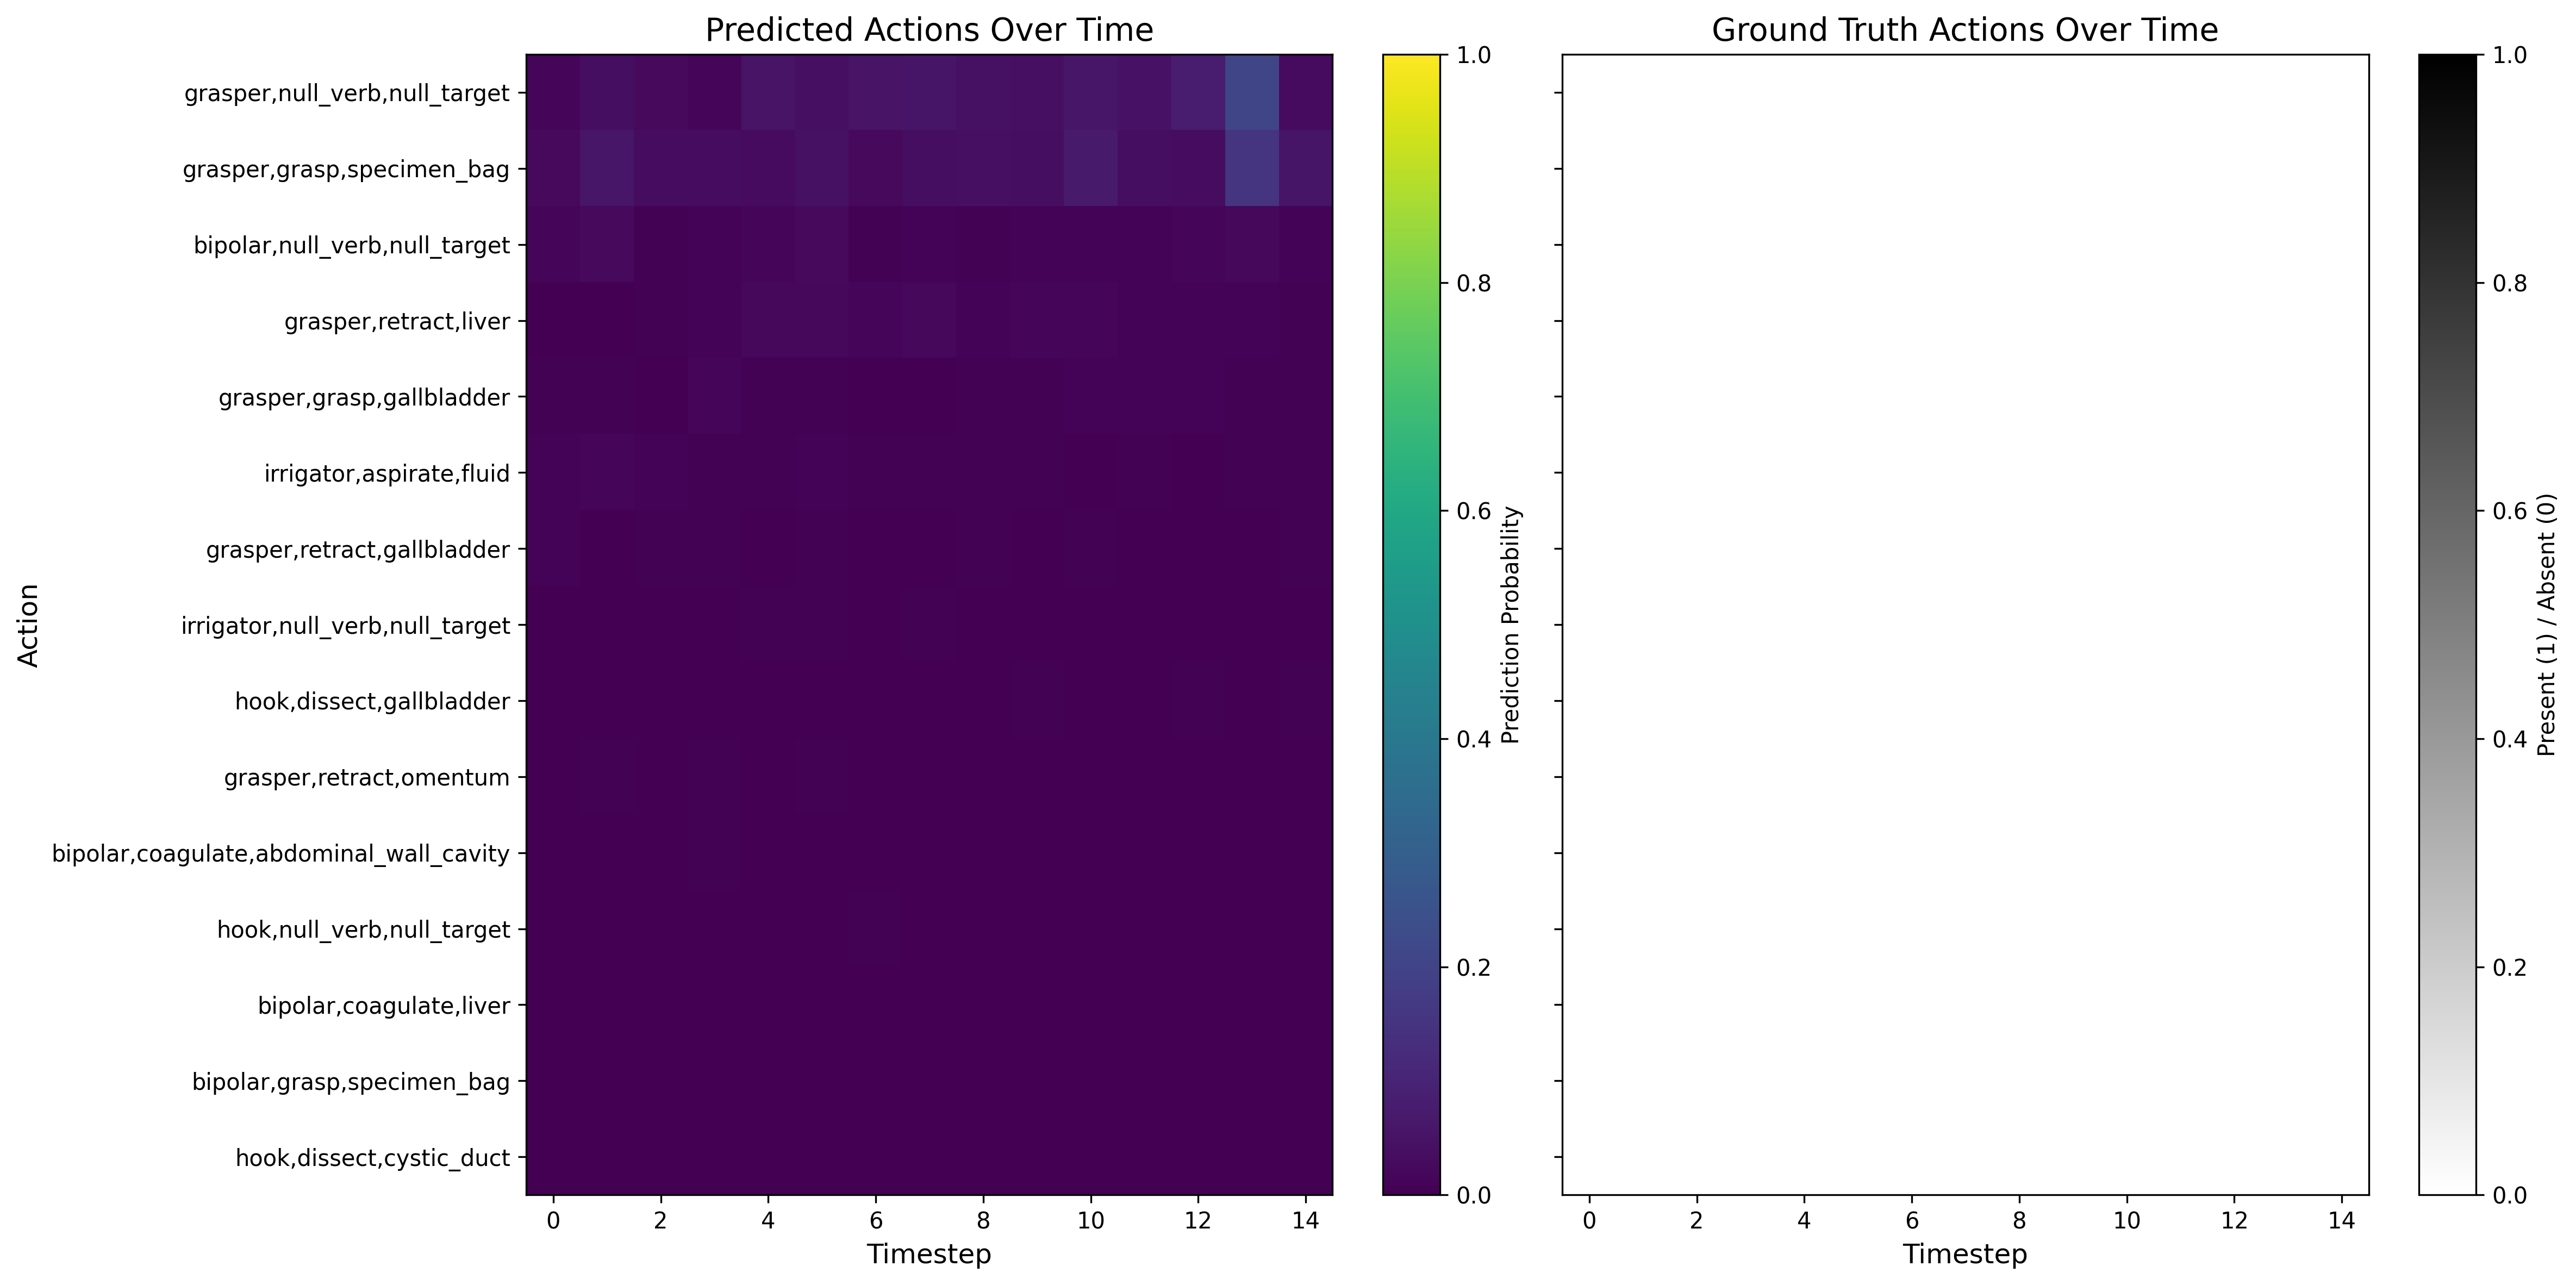 Predicted Actions Over Time
Action
grasper,null_verb,null_target
grasper,grasp,specimen_bag
bipolar,null_verb,null_target
grasper,retract,liver
grasper,grasp,gallbladder
irrigator,aspirate,fluid
grasper,retract,gallbladder
irrigator,null_verb,null_target
hook,dissect,gallbladder
grasper,retract,omentum
bipolar,coagulate,abdominal_wall_cavity
hook,null_verb,null_target
bipolar,coagulate,liver
bipolar,grasp,specimen_bag
hook,dissect,cystic_duct
0 2 4 6 8 10 12 14
Timestep
1.0
0.8
0.6
0.4
0.2
0.0
Prediction Probability
Ground Truth Actions Over Time
0 2 4 6 8 10 12 14
Timestep
1.0
0.8
0.6
0.4
0.2
0.0
Present (1) / Absent (0)